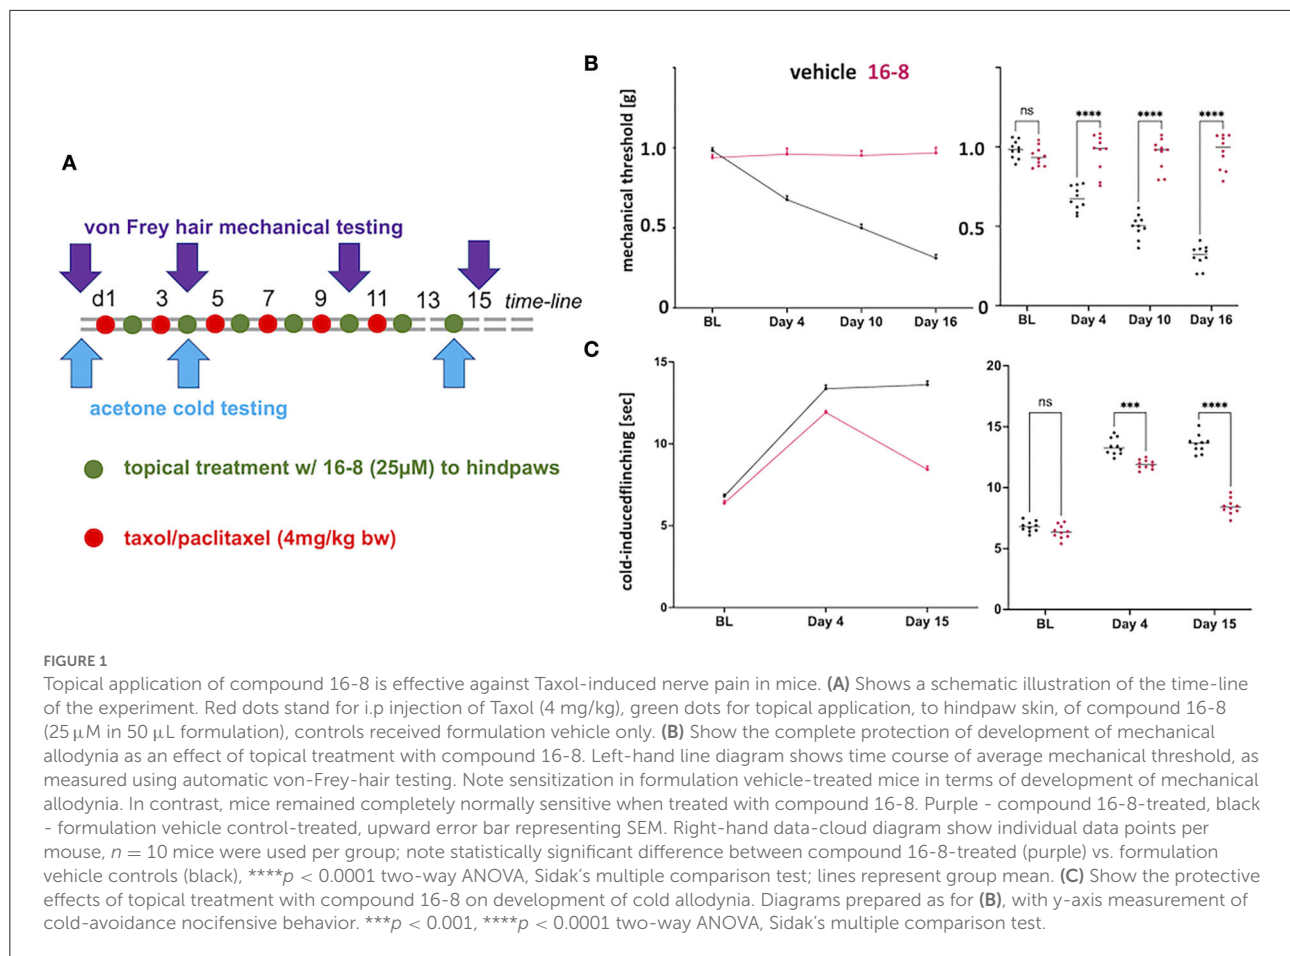 A
von Frey hair mechanical testing
d1 3 5 7 9 11 13 15 time-line
acetone cold testing
topical treatment w/ 16-8 (25µM) to hindpaws
taxol/paclitaxel (4mg/kg bw)
B
vehicle 16-8
mechanical threshold [g]
1.0
0.5
0
BL Day 4 Day 10 Day 16
ns **** **** ****
1.0
0.5
0
BL Day 4 Day 10 Day 16
C
cold-inducedflinching [sec]
15
10
5
0
BL Day 4 Day 15
20
15
10
5
0
ns *** ****
BL Day 4 Day 15
FIGURE 1
Topical application of compound 16-8 is effective against Taxol-induced nerve pain in mice. (A) Shows a schematic illustration of the time-line
of the experiment. Red dots stand for i.p injection of Taxol (4 mg/kg), green dots for topical application, to hindpaw skin, of compound 16-8
(25 µM in 50 µL formulation), controls received formulation vehicle only. (B) Show the complete protection of development of mechanical
allodynia as an effect of topical treatment with compound 16-8. Left-hand line diagram shows time course of average mechanical threshold, as
measured using automatic von-Frey-hair testing. Note sensitization in formulation vehicle-treated mice in terms of development of mechanical
allodynia. In contrast, mice remained completely normally sensitive when treated with compound 16-8. Purple - compound 16-8-treated, black
- formulation vehicle control-treated, upward error bar representing SEM. Right-hand data-cloud diagram show individual data points per
mouse, n = 10 mice were used per group; note statistically significant difference between compound 16-8-treated (purple) vs. formulation
vehicle controls (black), ****p < 0.0001 two-way ANOVA, Sidak's multiple comparison test; lines represent group mean. (C) Show the protective
effects of topical treatment with compound 16-8 on development of cold allodynia. Diagrams prepared as for (B), with y-axis measurement of
cold-avoidance nocifensive behavior. ***p < 0.001, ****p < 0.0001 two-way ANOVA, Sidak's multiple comparison test.